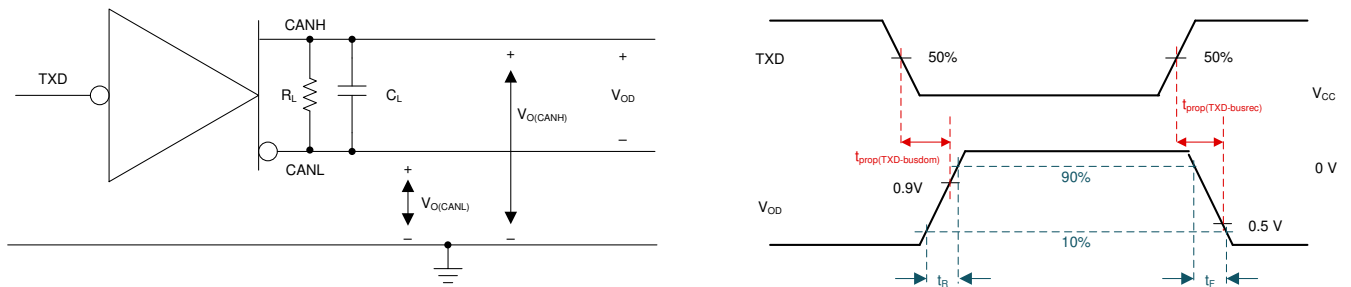 CANH
TXD
R_L
C_L
V_OD
V_O(CANH)
CANL
V_O(CANL)
+
–
+
–
+
–
TXD
50%
50%
V_CC
t_prop(TXD-busrec)
t_prop(TXD-busdom)
0 V
90%
0.9V
V_OD
0.5 V
10%
t_R
t_F